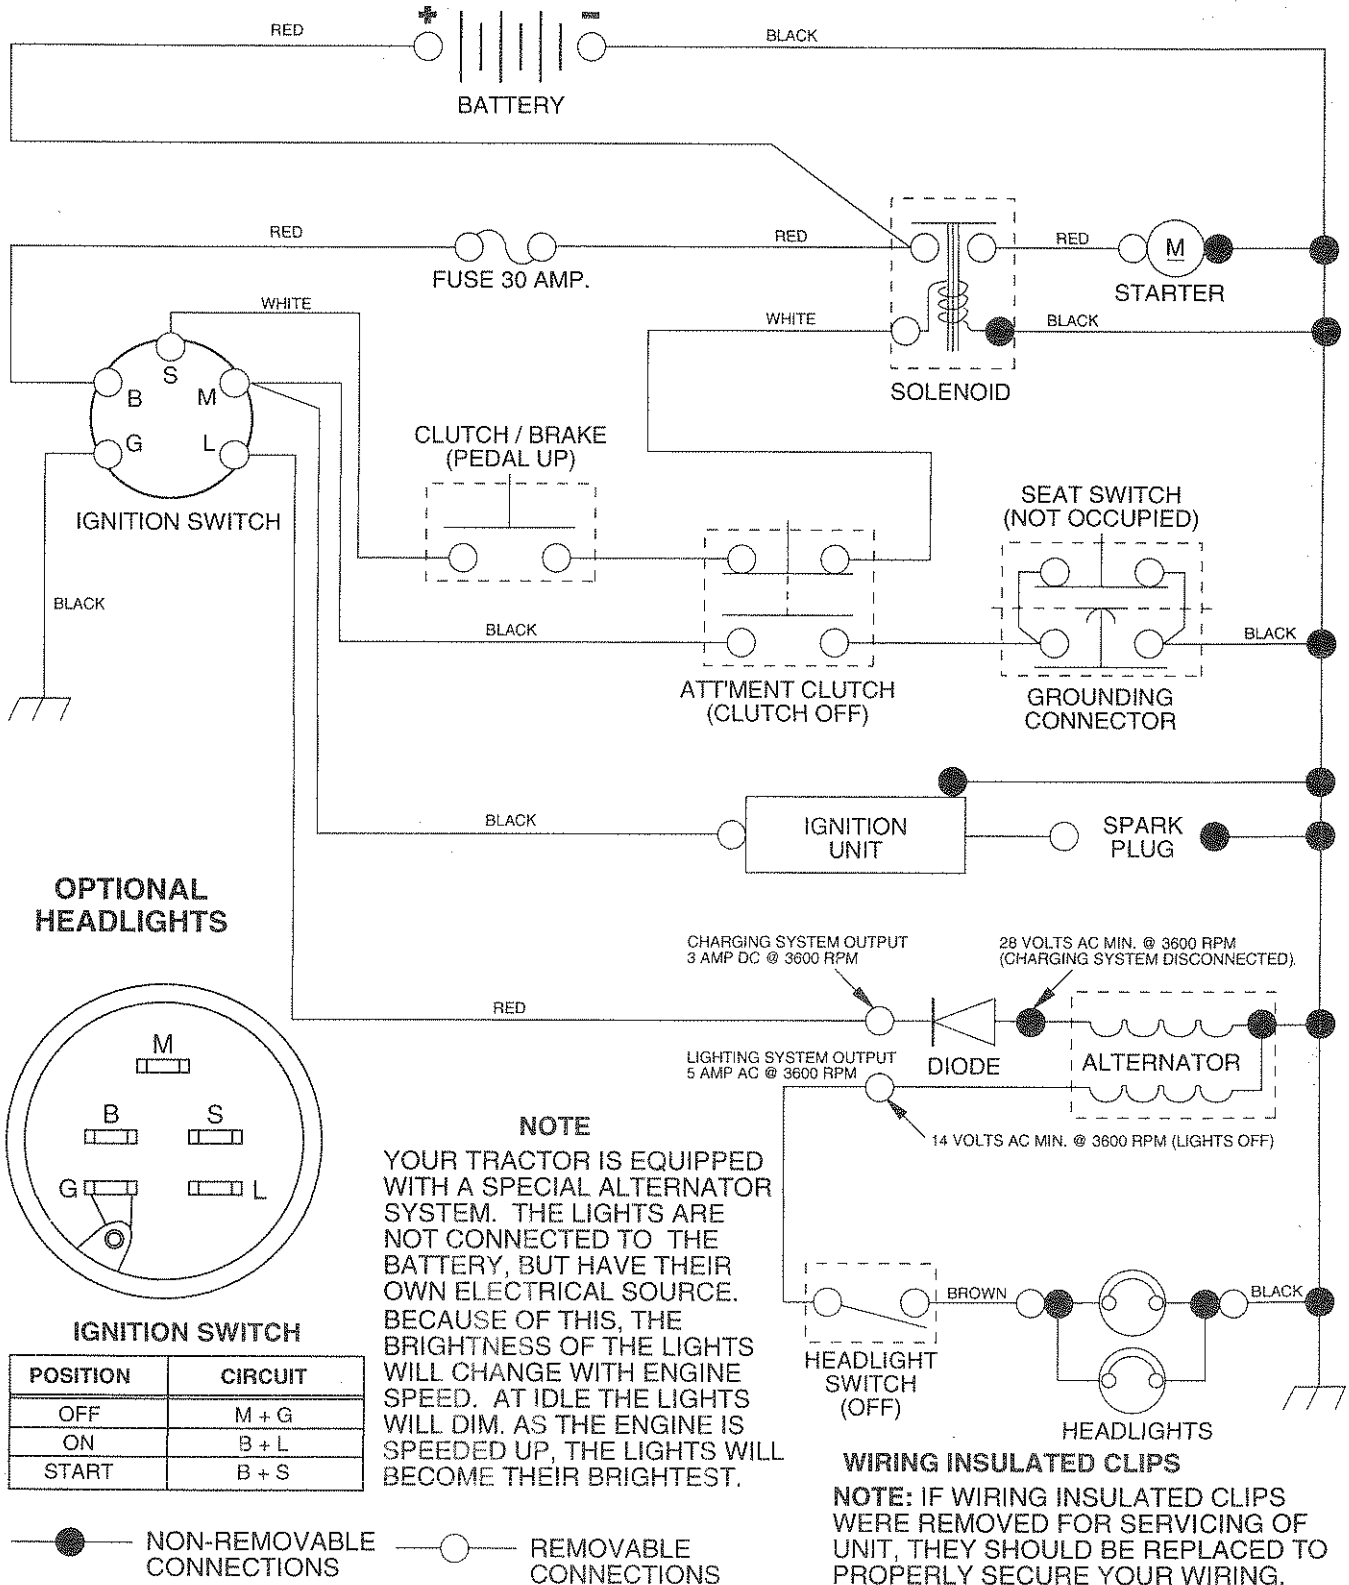 + -
RED
BLACK
BATTERY
RED
RED
RED
M
FUSE 30 AMP.
STARTER
WHITE
WHITE
BLACK
S
B
M
G
L
SOLENOID
IGNITION SWITCH
CLUTCH / BRAKE
(PEDAL UP)
SEAT SWITCH
(NOT OCCUPIED)
BLACK
BLACK
BLACK
ATT'MENT CLUTCH
(CLUTCH OFF)
GROUNDING
CONNECTOR
BLACK
IGNITION
UNIT
SPARK
PLUG
OPTIONAL
HEADLIGHTS
CHARGING SYSTEM OUTPUT
3 AMP DC @ 3600 RPM
28 VOLTS AC MIN. @ 3600 RPM
(CHARGING SYSTEM DISCONNECTED)
RED
DIODE
ALTERNATOR
LIGHTING SYSTEM OUTPUT
5 AMP AC @ 3600 RPM
14 VOLTS AC MIN. @ 3600 RPM (LIGHTS OFF)
M
B
S
G
L
IGNITION SWITCH
POSITION CIRCUIT
OFF M + G
ON B + L
START B + S
NOTE
YOUR TRACTOR IS EQUIPPED
WITH A SPECIAL ALTERNATOR
SYSTEM. THE LIGHTS ARE
NOT CONNECTED TO THE
BATTERY, BUT HAVE THEIR
OWN ELECTRICAL SOURCE.
BECAUSE OF THIS, THE
BRIGHTNESS OF THE LIGHTS
WILL CHANGE WITH ENGINE
SPEED. AT IDLE THE LIGHTS
WILL DIM. AS THE ENGINE IS
SPEEDED UP, THE LIGHTS WILL
BECOME THEIR BRIGHTEST.
BROWN
BLACK
HEADLIGHT
SWITCH
(OFF)
HEADLIGHTS
WIRING INSULATED CLIPS
NOTE: IF WIRING INSULATED CLIPS
WERE REMOVED FOR SERVICING OF
UNIT, THEY SHOULD BE REPLACED TO
PROPERLY SECURE YOUR WIRING.
NON-REMOVABLE
CONNECTIONS
REMOVABLE
CONNECTIONS